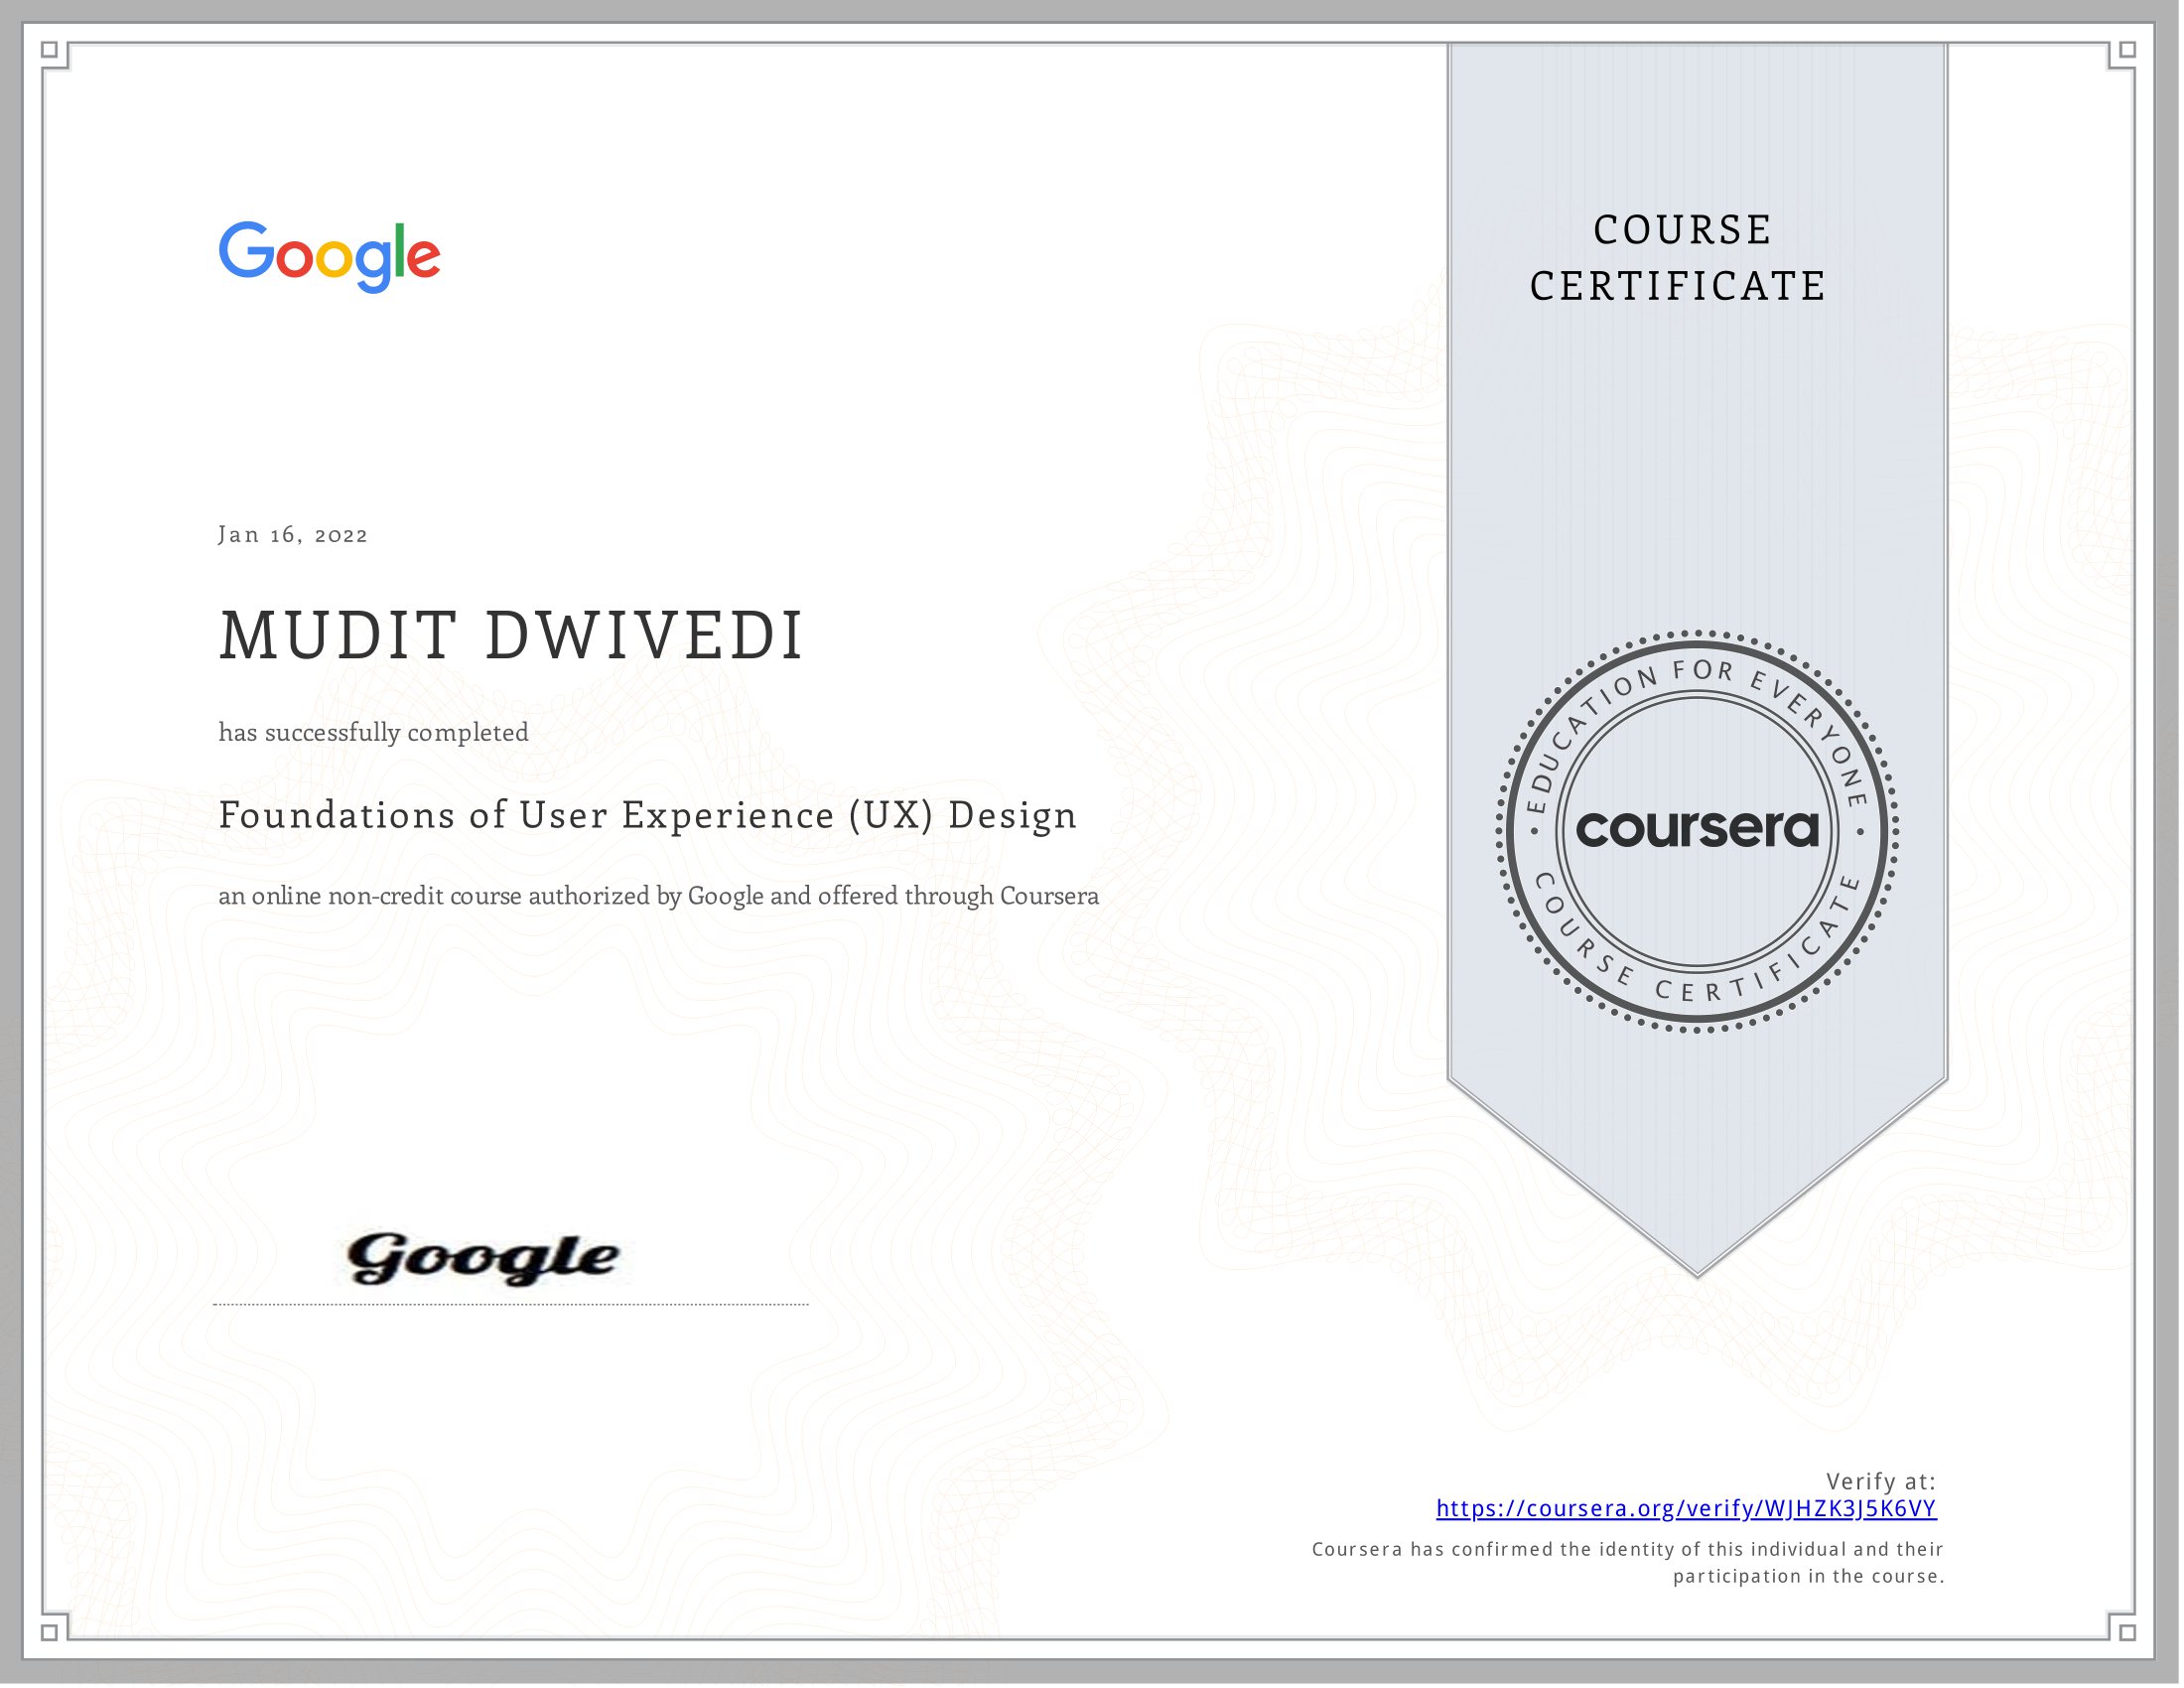 Google
COURSE
CERTIFICATE
Jan 16, 2022
MUDIT DWIVEDI
has successfully completed
Foundations of User Experience (UX) Design
an online non-credit course authorized by Google and offered through Coursera
EDUCATION FOR EVERYONE
coursera
COURSE CERTIFICATE
Google
Verify at:
https://coursera.org/verify/WJHZK3J5K6VY
Coursera has confirmed the identity of this individual and their
participation in the course.